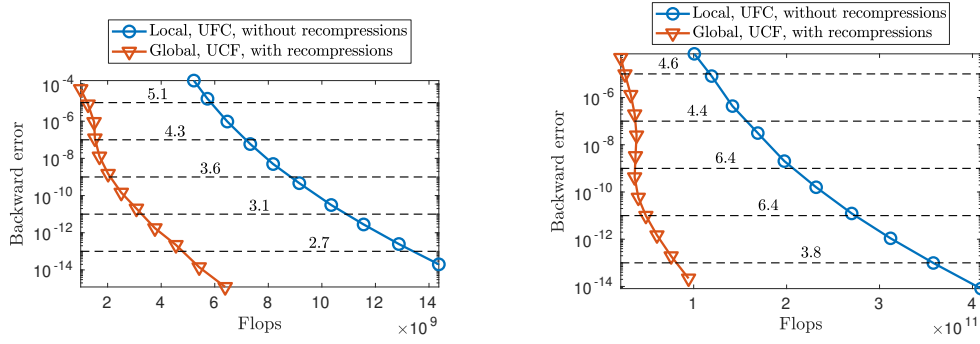 Local, UFC, without recompressions
Global, UCF, with recompressions
Backward error
10^-4
10^-6
10^-8
10^-10
10^-12
10^-14
5.1
4.3
3.6
3.1
2.7
2 4 6 8 10 12 14
Flops
×10^9
Local, UFC, without recompressions
Global, UCF, with recompressions
Backward error
10^-6
10^-8
10^-10
10^-12
10^-14
4.6
4.4
6.4
6.4
3.8
1 2 3 4
Flops
×10^11